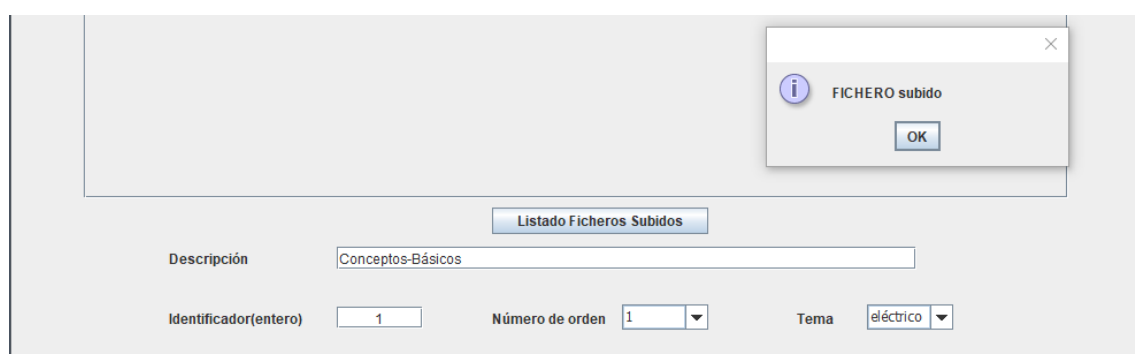 FICHERO subido
OK
Listado Ficheros Subidos
Descripción Conceptos-Básicos
Identificador(entero) 1 Número de orden 1 Tema eléctrico